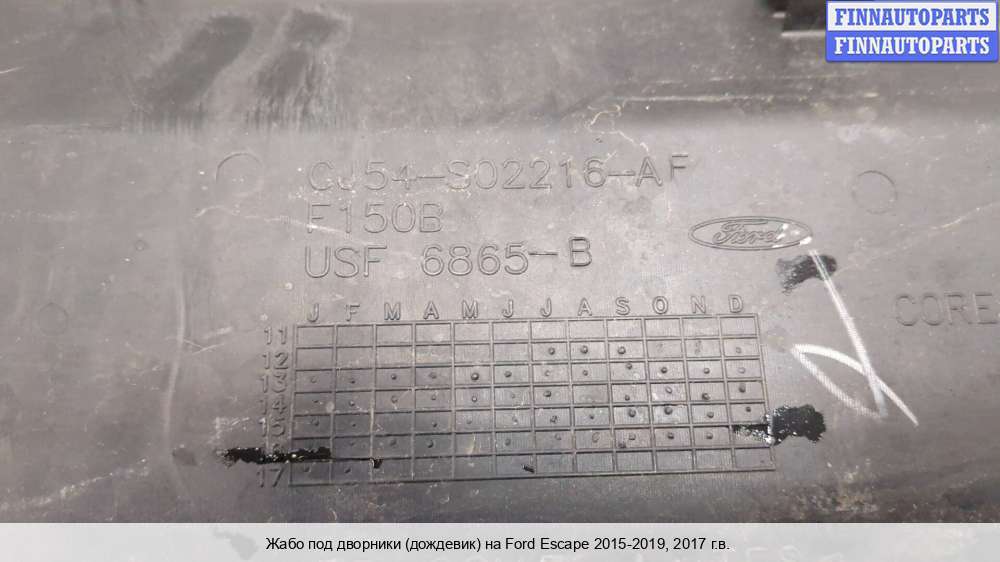 FINNAUTOPARTS
FINNAUTOPARTS
CJ54-S02216-AF
F150B
USF 6865-B
Ford
J F M A M J J A S O N D
CORE
11
12
13
14
15
17
Жабо под дворники (дождевик) на Ford Escape 2015-2019, 2017 г.в.